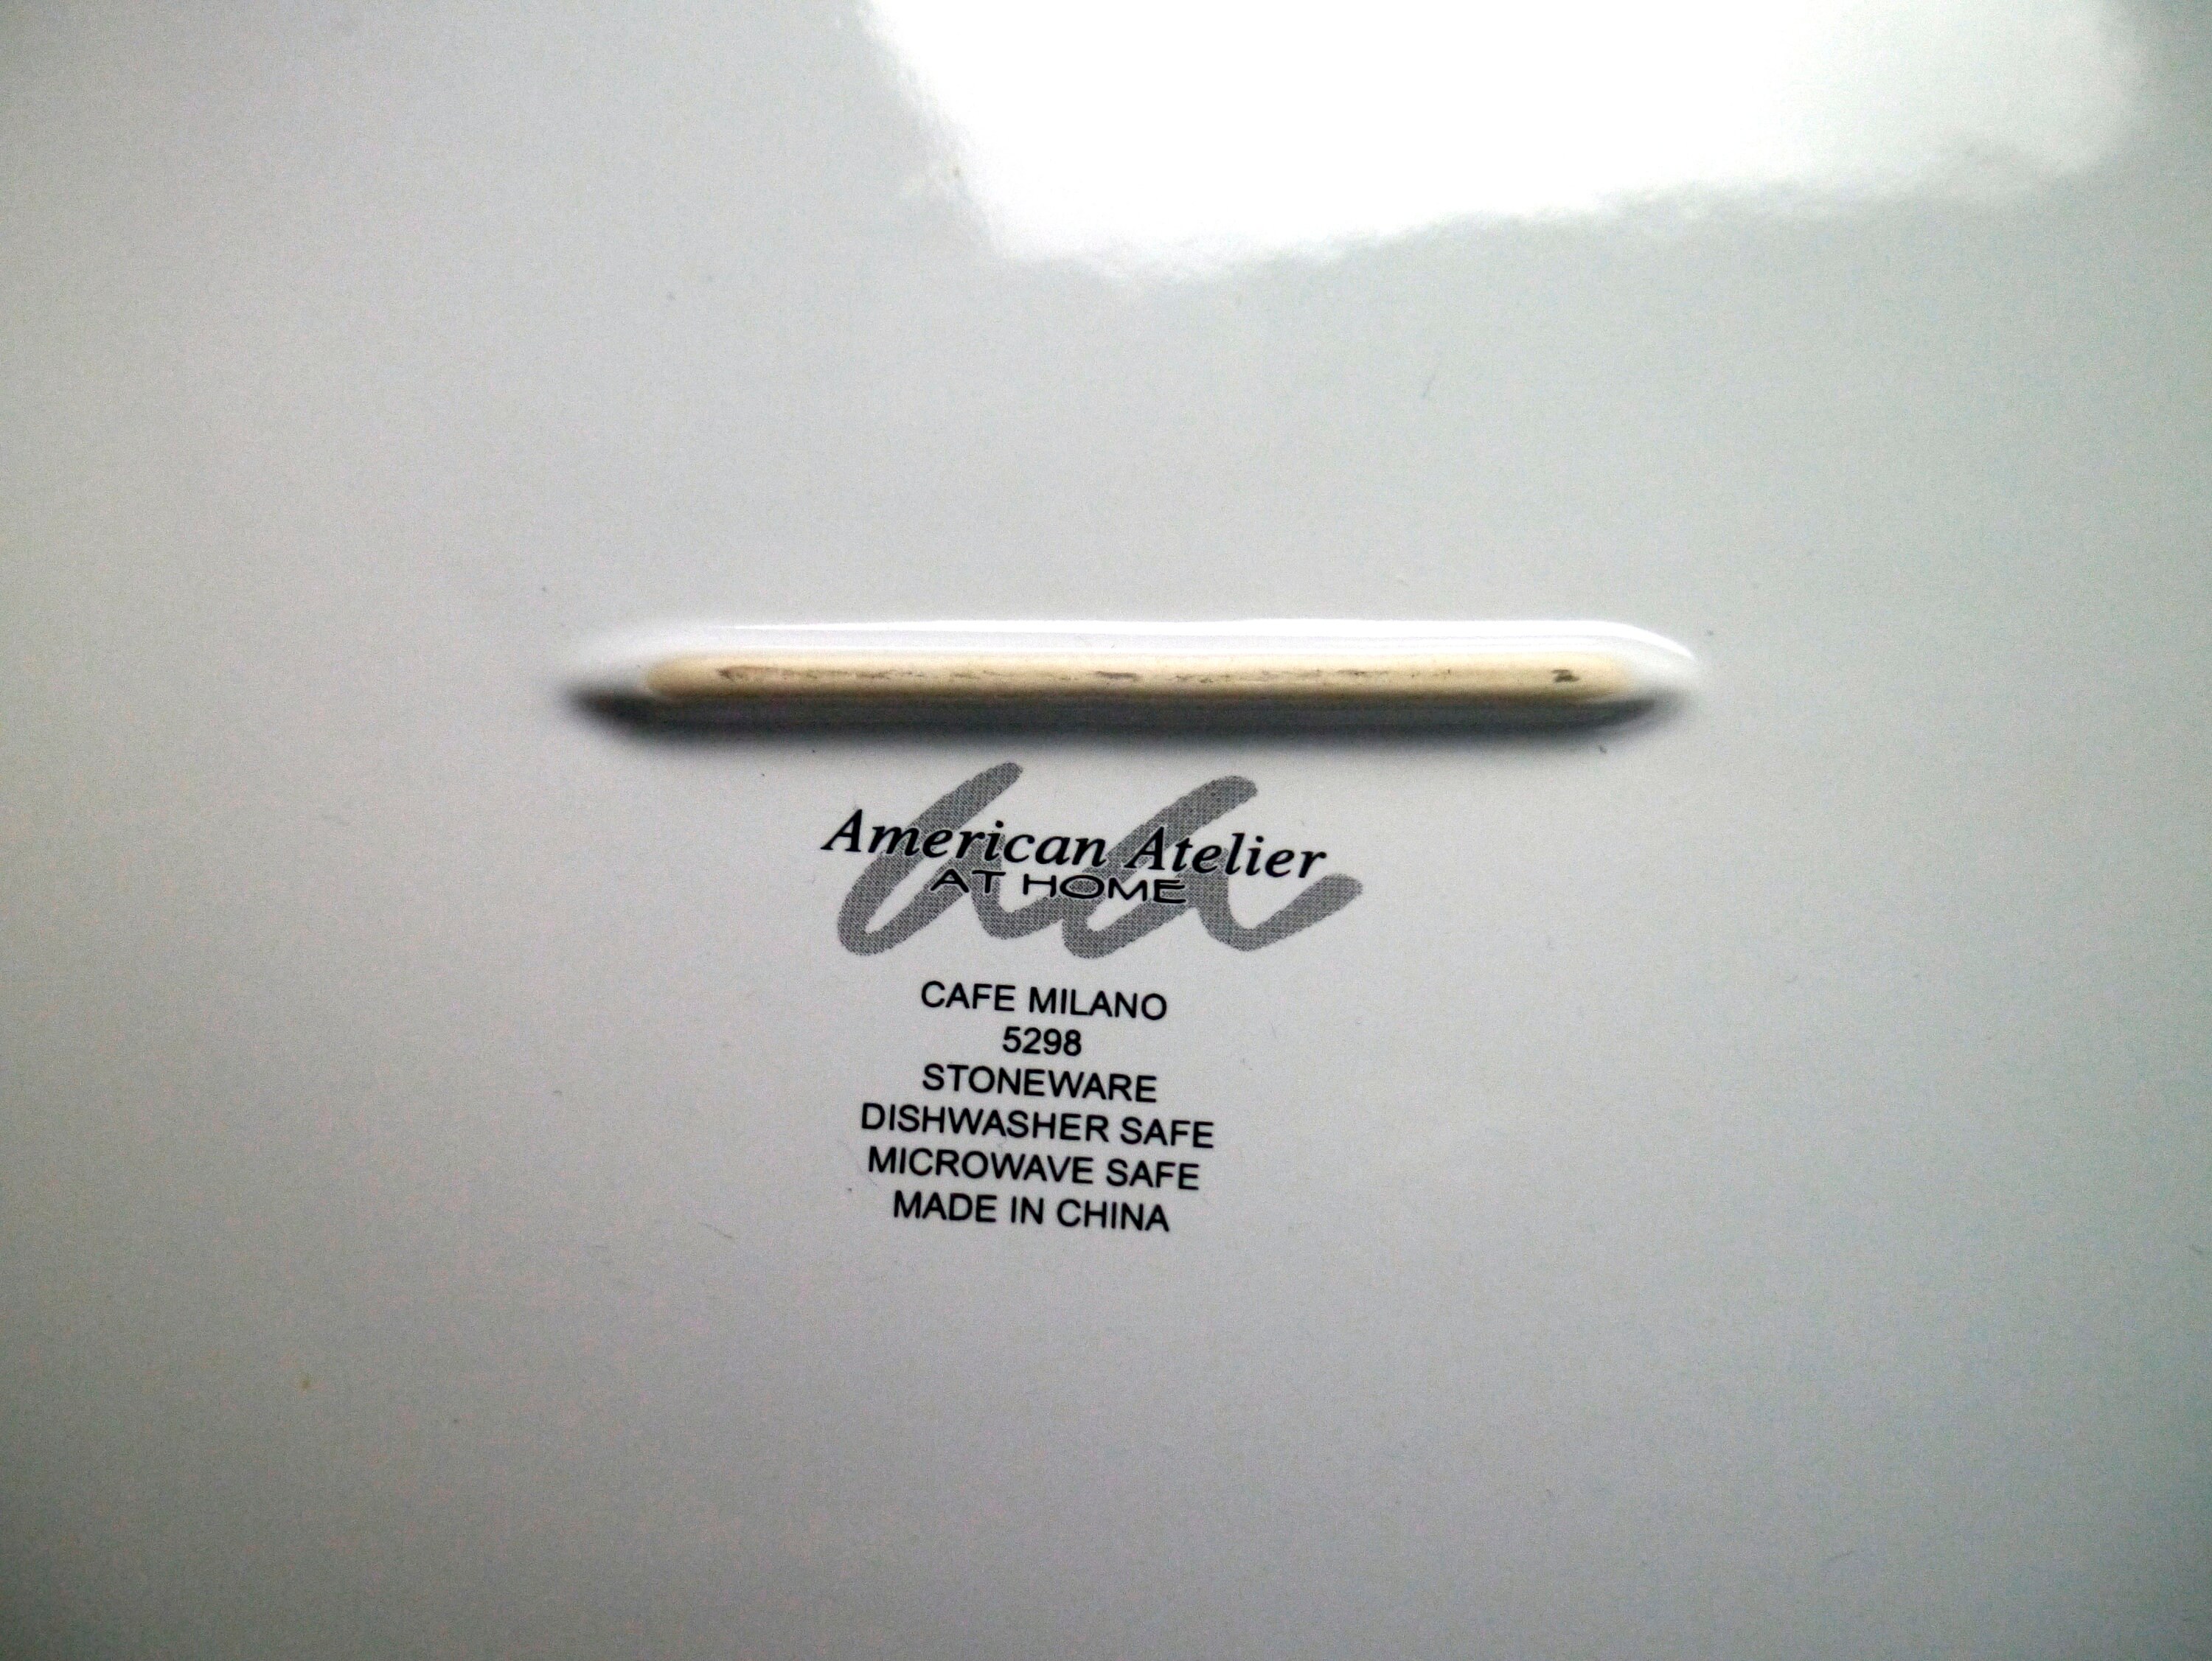 American Atelier
AT HOME
CAFE MILANO
5298
STONEWARE
DISHWASHER SAFE
MICROWAVE SAFE
MADE IN CHINA